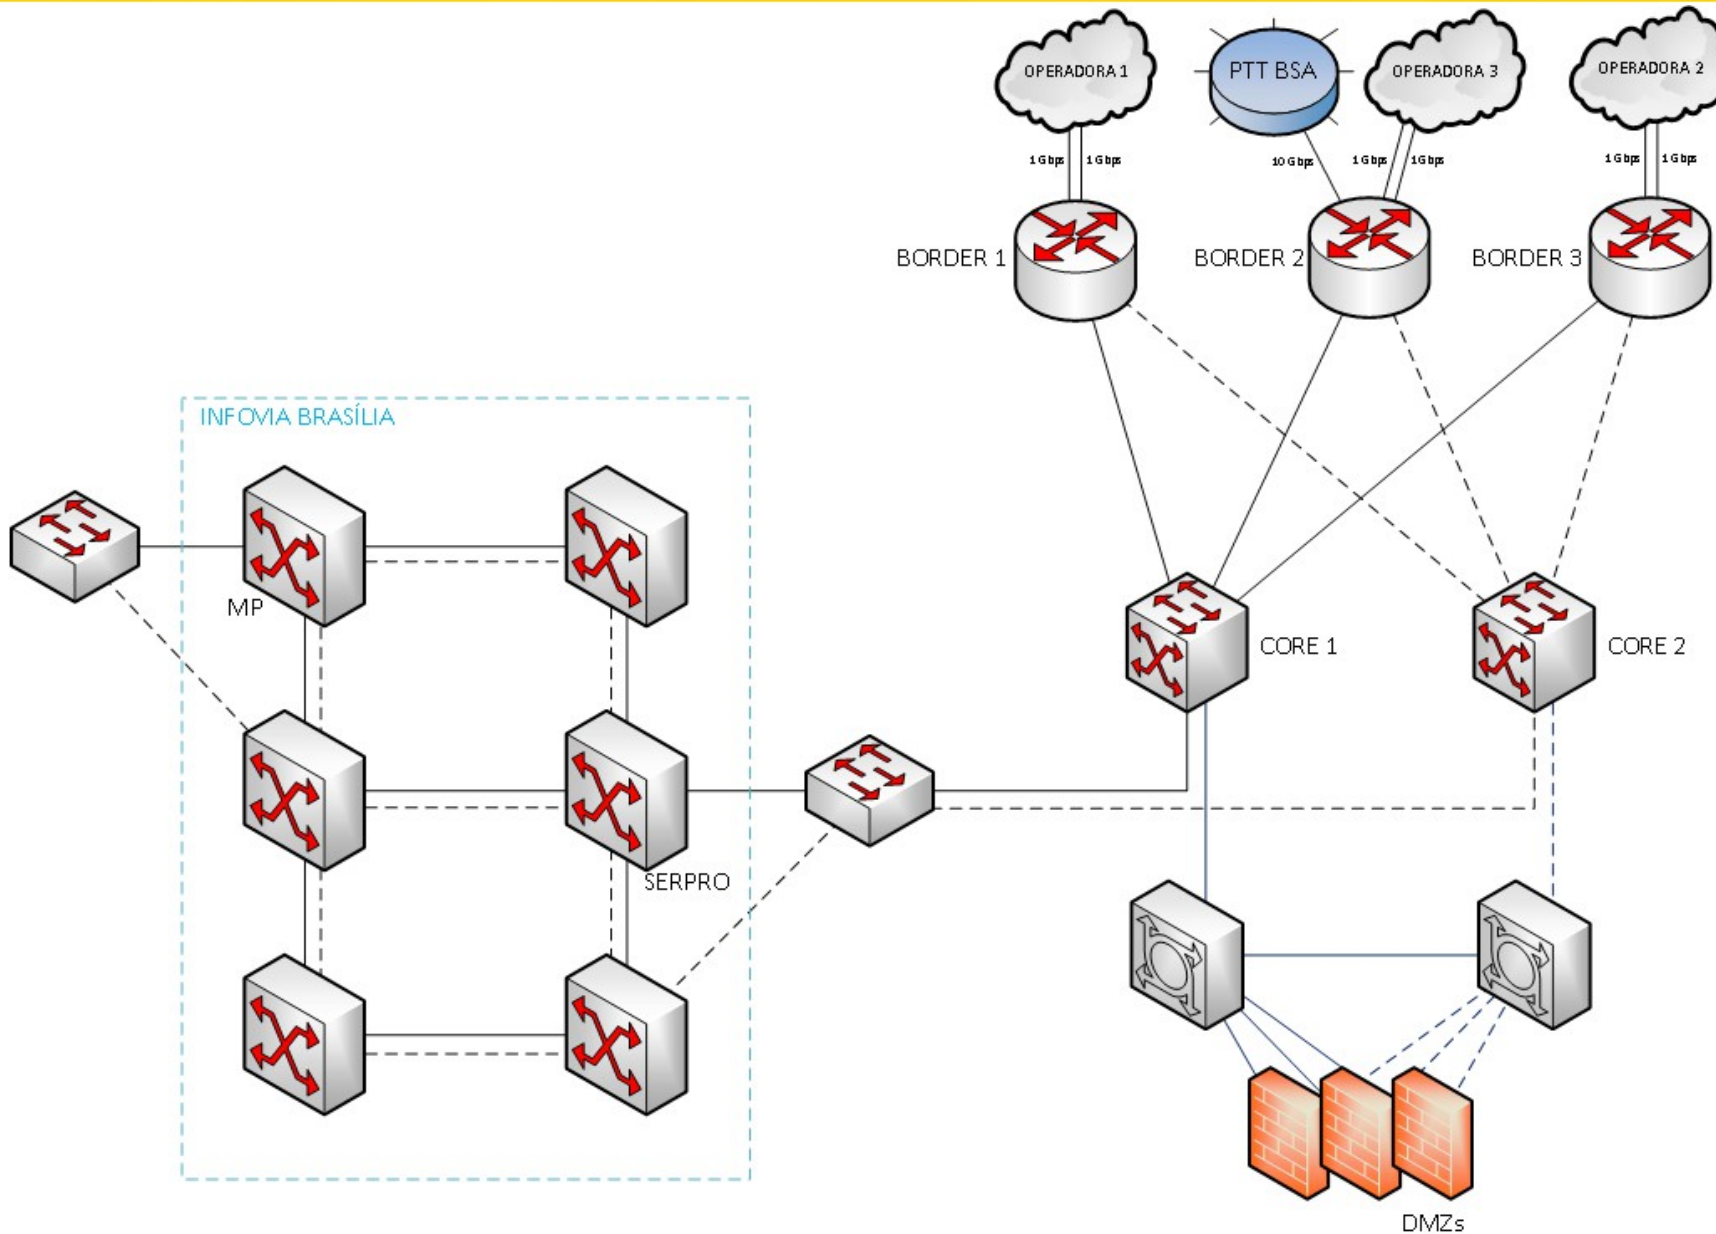 OPERADORA 1
PTT BSA
OPERADORA 3
OPERADORA 2
1 Gbps
1 Gbps
10 Gbps
1 Gbps
1 Gbps
1 Gbps
1 Gbps
BORDER 1
BORDER 2
BORDER 3
INFOVIA BRASÍLIA
MP
CORE 1
CORE 2
SERPRO
DMZs